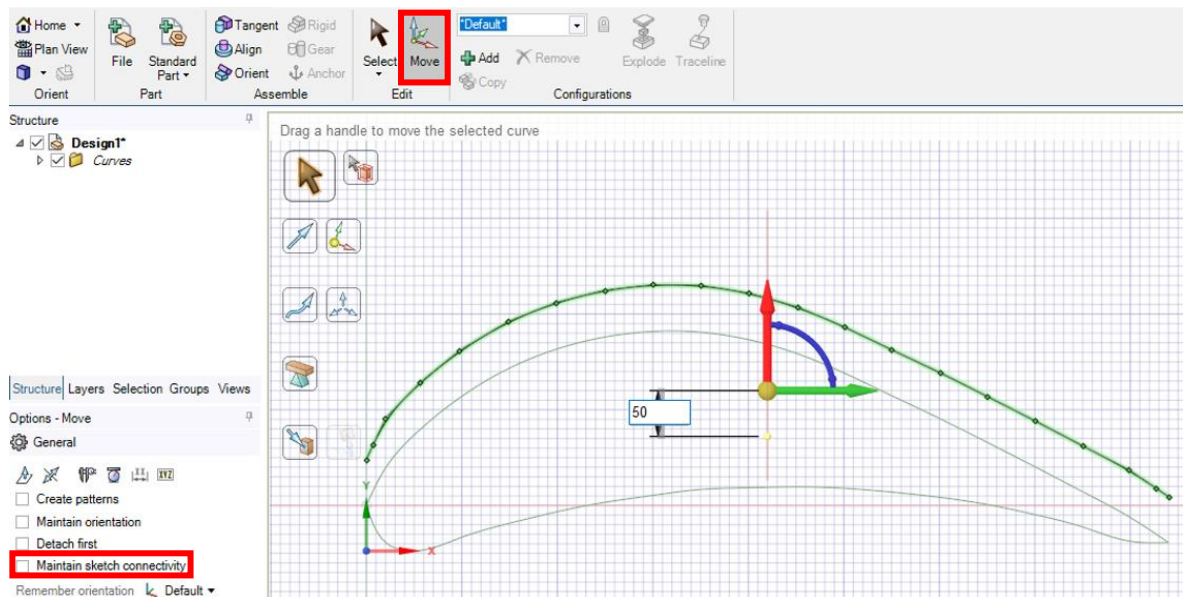 Home
Plan View
Orient
File
Standard Part
Part
Tangent Rigid
Align Gear
Orient Anchor
Assemble
Select Move
Edit
*Default*
Add Remove
Copy
Explode Traceline
Configurations
Structure
Design1*
Curves
Structure Layers Selection Groups Views
Options - Move
General
XYZ
Create patterns
Maintain orientation
Detach first
Maintain sketch connectivity
Remember orientation Default
Drag a handle to move the selected curve
50
Y
X